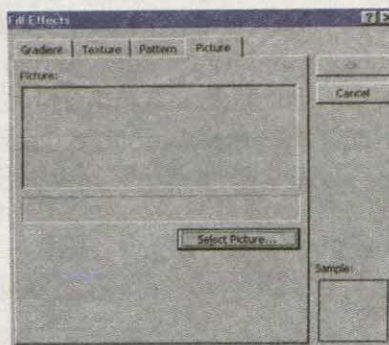 Fill Effects
Gradient Texture Pattern Picture
Picture:
Cancel
Select Picture...
Sample: